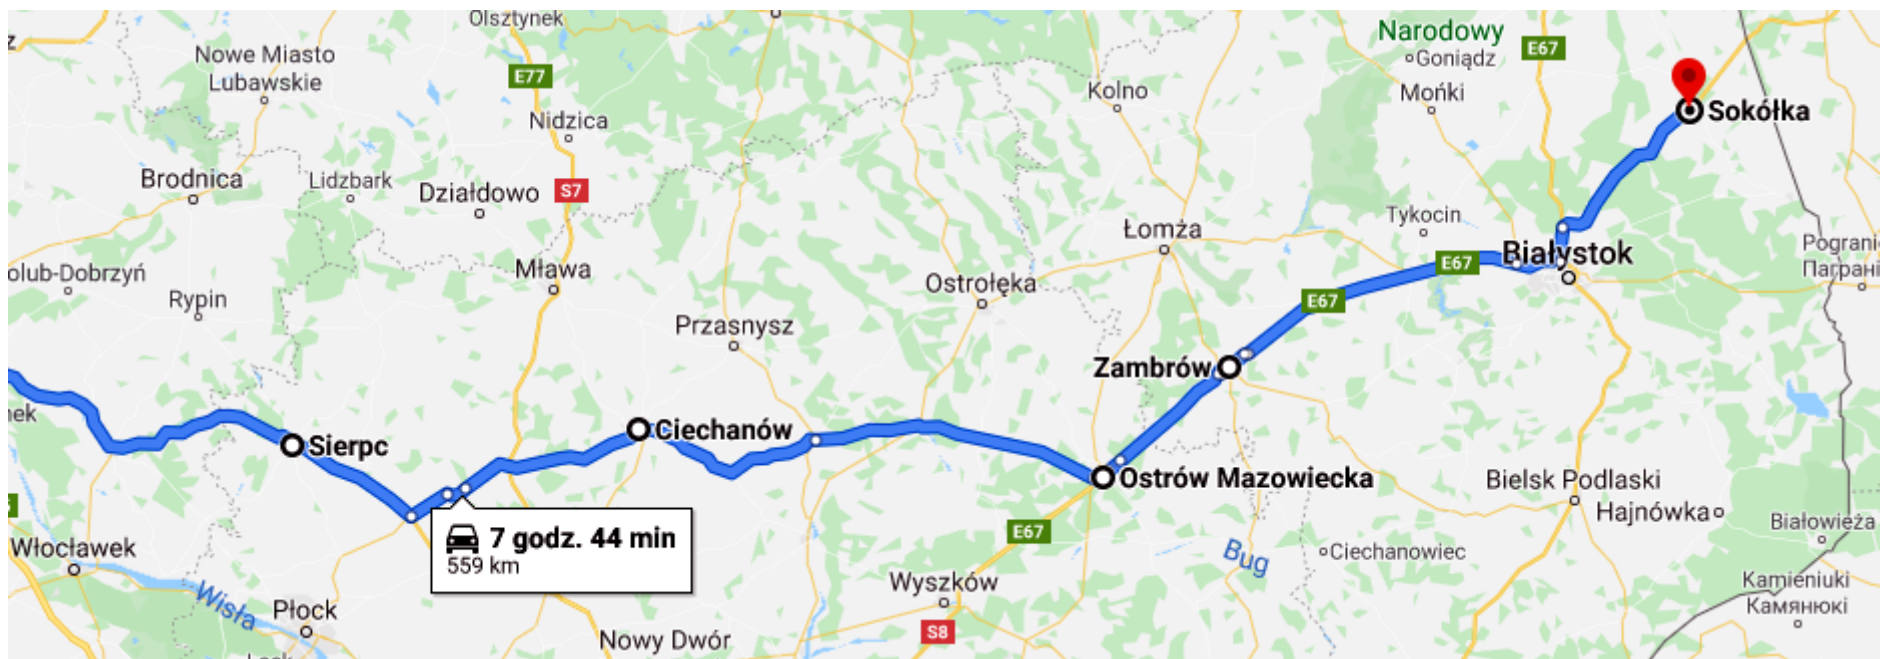 Olsztynek
Narodowy
Goniądz
E67
Nowe Miasto
Lubawskie
E77
Kolno
Mońki
Sokółka
Nidzica
Brodnica
Lidzbark
Działdowo
S7
Tykocin
Łomża
Białystok
E67
olub-Dobrzyń
Mława
Ostrołęka
E67
Rypin
Przasnysz
Zambrów
nek
Sierpc
Ciechanów
Ostrów Mazowiecka
Bielsk Podlaski
Hajnówka
Białowieża
7 godz. 44 min
559 km
E67
Bug
Ciechanowiec
Włocławek
Wisła
Płock
Wyszków
Kamieniuki
Камянюкі
S8
Nowy Dwór
Pograni
Паграні